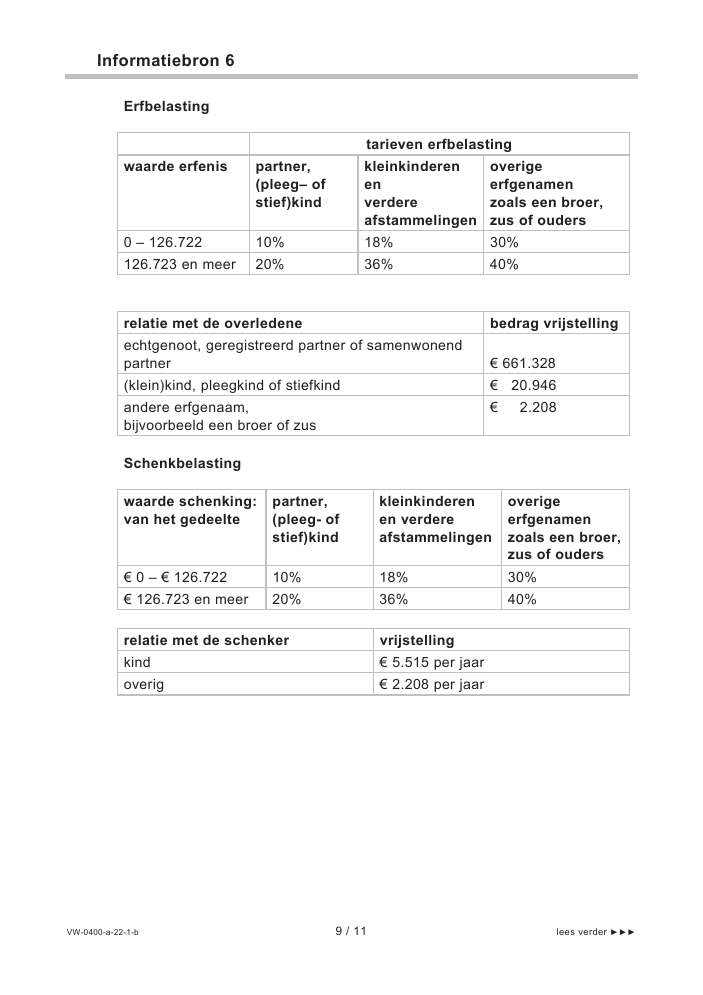 Informatiebron 6
Erfbelasting
tarieven erfbelasting
waarde erfenis partner, (pleeg– of stief)kind kleinkinderen en verdere afstammelingen overige erfgenamen zoals een broer, zus of ouders
0 – 126.722 10% 18% 30%
126.723 en meer 20% 36% 40%
relatie met de overledene bedrag vrijstelling
echtgenoot, geregistreerd partner of samenwonend
partner € 661.328
(klein)kind, pleegkind of stiefkind € 20.946
andere erfgenaam, € 2.208
bijvoorbeeld een broer of zus
Schenkbelasting
waarde schenking: van het gedeelte partner, (pleeg- of stief)kind kleinkinderen en verdere afstammelingen overige erfgenamen zoals een broer, zus of ouders
€ 0 – € 126.722 10% 18% 30%
€ 126.723 en meer 20% 36% 40%
relatie met de schenker vrijstelling
kind € 5.515 per jaar
overig € 2.208 per jaar
VW-0400-a-22-1-b 9 / 11 lees verder ►►►